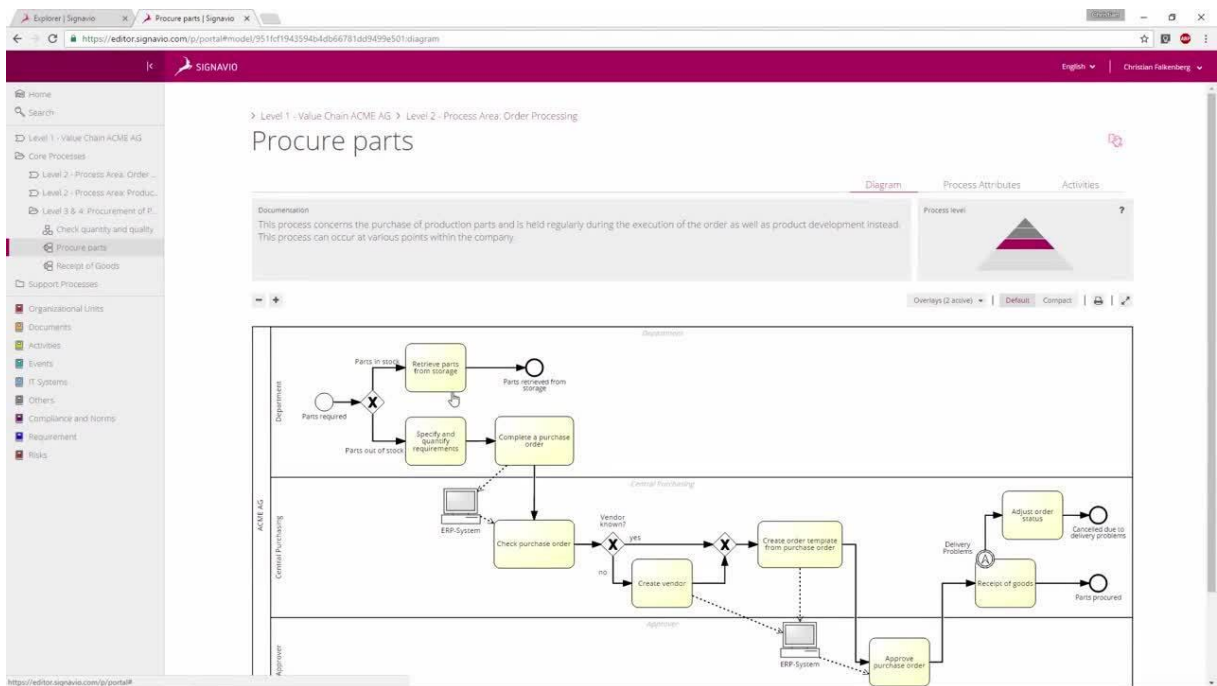 Explorer | Signavio
Procure parts | Signavio
https://editor.signavio.com/p/portal#model/951fcf1943594b4db66781dd9499e501:diagram
SIGNAVIO
English
Christian Falkenberg
Home
Search
Level 1 - Value Chain ACME AG
Core Processes
Level 2 - Process Area: Order ...
Level 2 - Process Area: Produc...
Level 3 & 4: Procurement of P...
Check quantity and quality
Procure parts
Receipt of Goods
Support Processes
Organizational Units
Documents
Activities
Events
IT Systems
Others
Compliance and Norms
Requirement
Risks
> Level 1 - Value Chain ACME AG > Level 2 - Process Area: Order Processing
Procure parts
Diagram
Process Attributes
Activities
Documentation
This process concerns the purchase of production parts and is held regularly during the execution of the order as well as product development instead.
This process can occur at various points within the company.
Process level
?
Overlays (2 active)
Default
Compact
ACME AG
Department
Department
Parts required
X
Parts in stock
Retrieve parts
from storage
Parts retrieved from
storage
Parts out of stock
Specify and
quantify
requirements
Complete a purchase
order
Central Purchasing
Central Purchasing
ERP-System
Check purchase order
Vendor
known?
X
yes
no
Create vendor
X
Create order template
from purchase order
Delivery
Problems
A
Adjust order
status
Cancelled due to
delivery problems
Receipt of goods
Parts procured
Approver
Approver
ERP-System
Approve
purchase order
https://editor.signavio.com/p/portal#